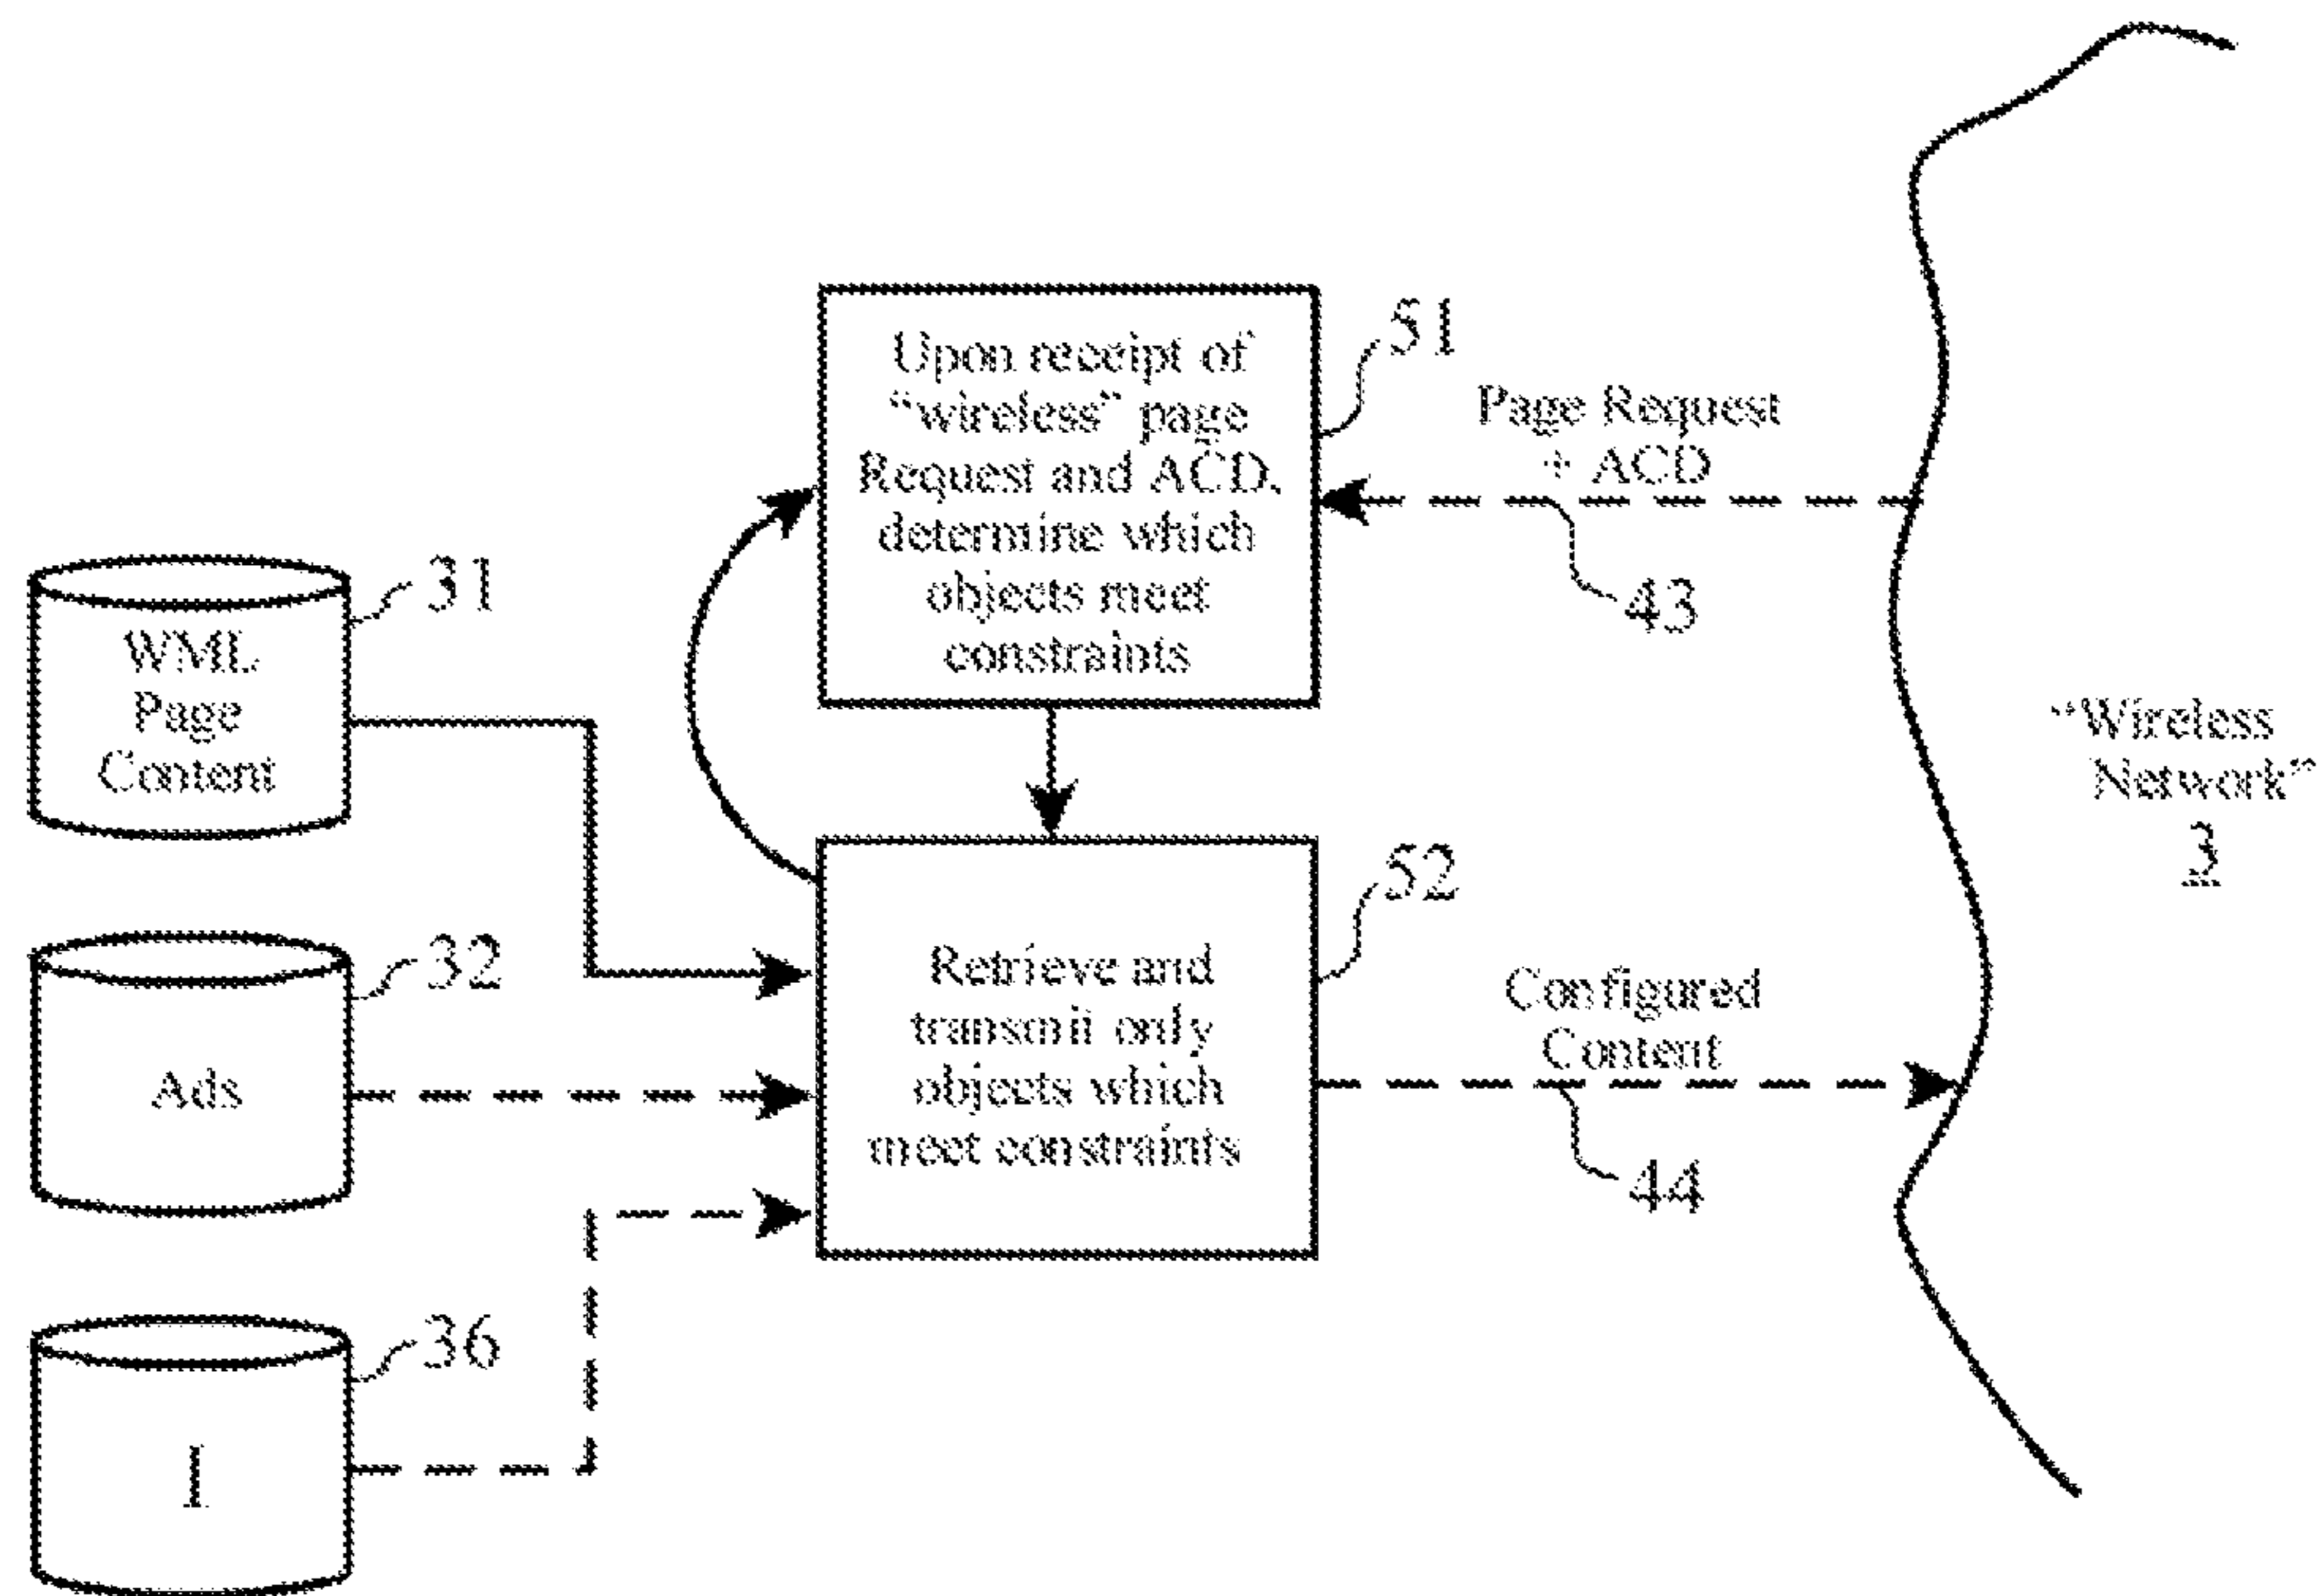 Upon receipt of
“wireless” page
Request and ACD,
determine which
objects meet
constraints
51
Page Request
+ ACD
43
31
WML
Page
Content
“Wireless
Network”
3
32
Ads
Retrieve and
transmit only
objects which
meet constraints
52
Configured
Content
44
36
I